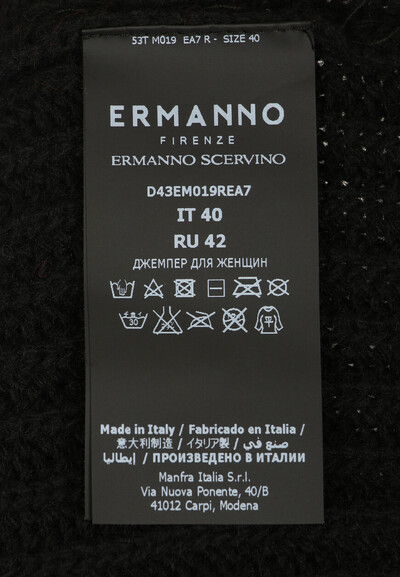 53T M019 EA7 R - SIZE 40
ERMANNO
FIRENZE
ERMANNO SCERVINO
D43EM019REA7
IT 40
RU 42
ДЖЕМПЕР ДЛЯ ЖЕНЩИН
30 平
Made in Italy / Fabricado en Italia /
意大利制造 / イタリア製 / صنع في
إيطاليا / ПРОИЗВЕДЕНО В ИТАЛИИ
Manfra Italia S.r.l.
Via Nuova Ponente, 40/B
41012 Carpi, Modena